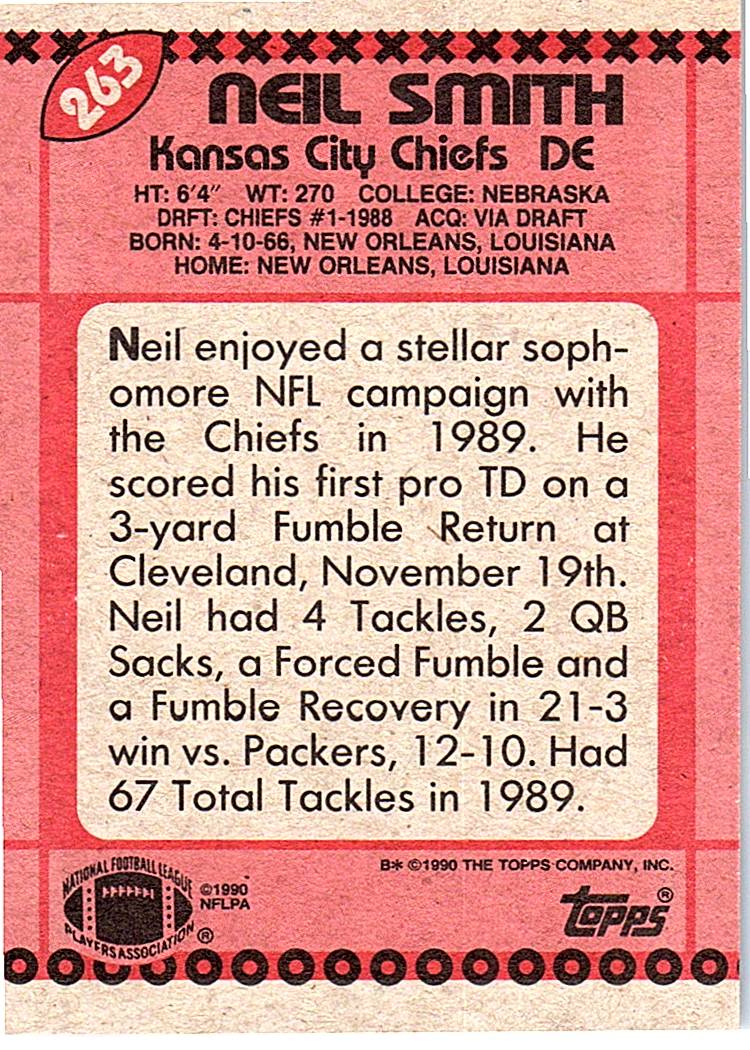 263
NEIL SMITH
Kansas City Chiefs DE
HT: 6'4" WT: 270 COLLEGE: NEBRASKA
DRFT: CHIEFS #1-1988 ACQ: VIA DRAFT
BORN: 4-10-66, NEW ORLEANS, LOUISIANA
HOME: NEW ORLEANS, LOUISIANA
Neil enjoyed a stellar soph-
omore NFL campaign with
the Chiefs in 1989. He
scored his first pro TD on a
3-yard Fumble Return at
Cleveland, November 19th.
Neil had 4 Tackles, 2 QB
Sacks, a Forced Fumble and
a Fumble Recovery in 21-3
win vs. Packers, 12-10. Had
67 Total Tackles in 1989.
B* ©1990 THE TOPPS COMPANY, INC.
NATIONAL FOOTBALL LEAGUE
PLAYERS ASSOCIATION ®
©1990
NFLPA
topps ®